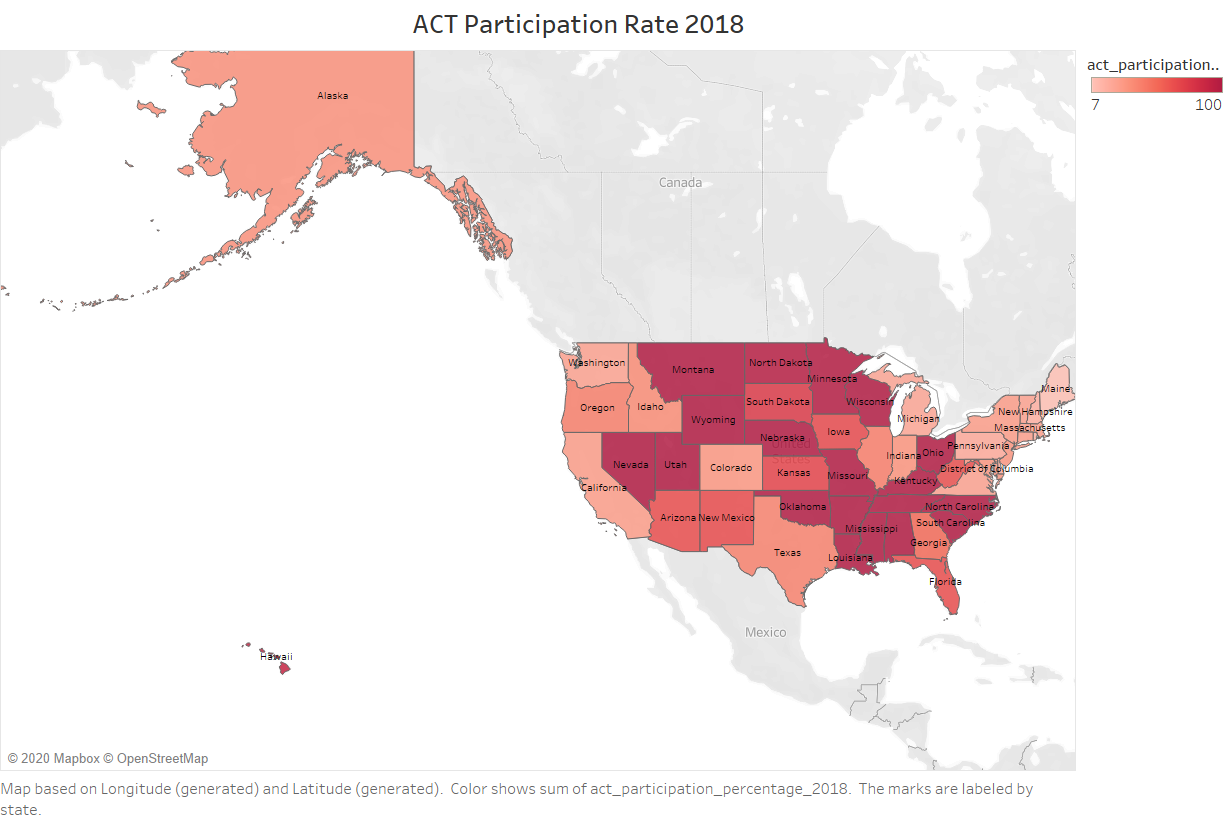 ACT Participation Rate 2018
act_participation..
7 100
Alaska
Canada
Washington
Montana
North Dakota
Minnesota
Maine
Oregon
Idaho
South Dakota
Wisconsin
Wyoming
Michigan
New Hampshire
Iowa
Massachusetts
Nebraska
United
States
Pennsylvania
Nevada
Utah
Colorado
Kansas
Missouri
Indiana
Ohio
District of Columbia
California
Kentucky
Arizona
New Mexico
Oklahoma
North Carolina
Mississippi
South Carolina
Texas
Louisiana
Georgia
Florida
Mexico
Hawaii
© 2020 Mapbox © OpenStreetMap
Map based on Longitude (generated) and Latitude (generated).  Color shows sum of act_participation_percentage_2018.  The marks are labeled by
state.